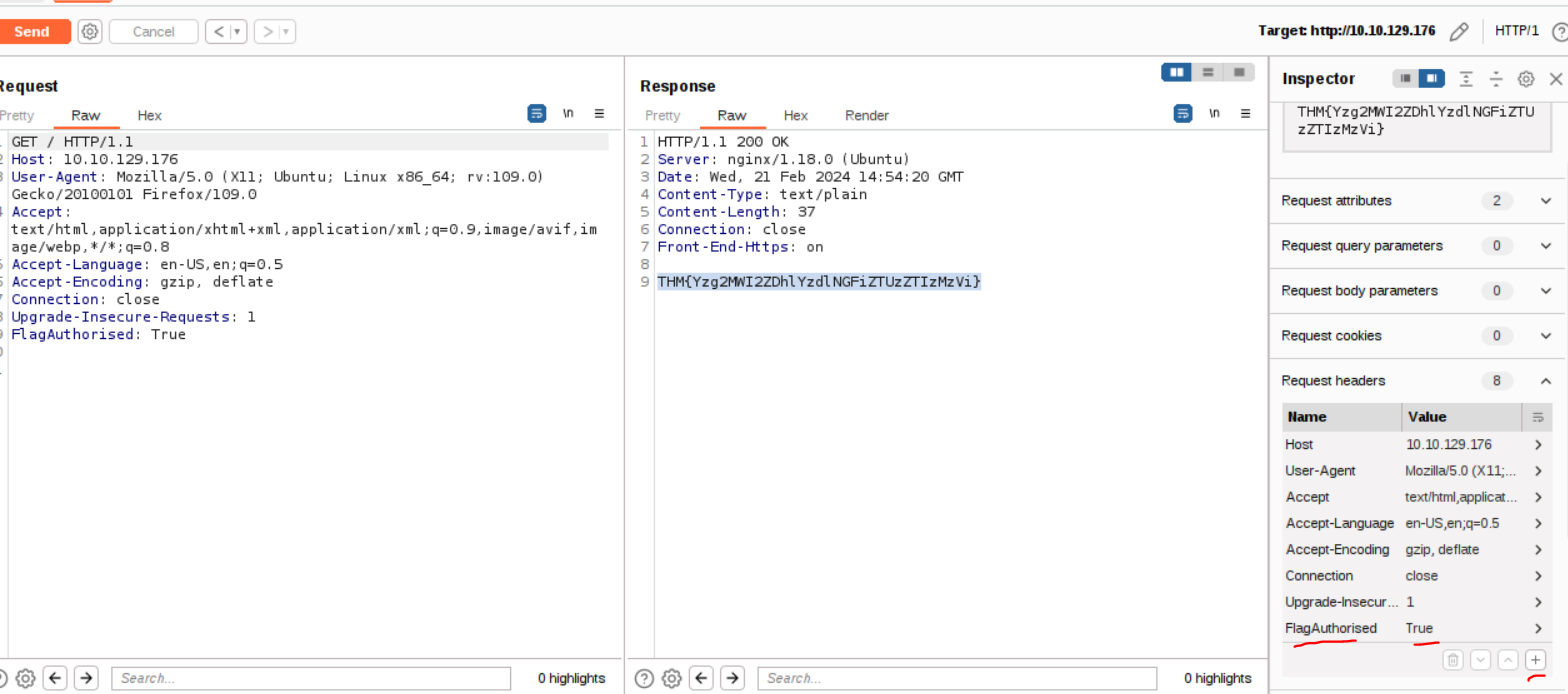 Send
Cancel
Target: http://10.10.129.176
HTTP/1
Request
Pretty Raw Hex
\n
GET / HTTP/1.1
Host: 10.10.129.176
User-Agent: Mozilla/5.0 (X11; Ubuntu; Linux x86_64; rv:109.0)
Gecko/20100101 Firefox/109.0
Accept:
text/html,application/xhtml+xml,application/xml;q=0.9,image/avif,im
age/webp,*/*;q=0.8
Accept-Language: en-US,en;q=0.5
Accept-Encoding: gzip, deflate
Connection: close
Upgrade-Insecure-Requests: 1
FlagAuthorised: True
Search...
0 highlights
Response
Pretty Raw Hex Render
\n
1 HTTP/1.1 200 OK
2 Server: nginx/1.18.0 (Ubuntu)
3 Date: Wed, 21 Feb 2024 14:54:20 GMT
4 Content-Type: text/plain
5 Content-Length: 37
6 Connection: close
7 Front-End-Https: on
8
9 THM{Yzg2MWI2ZDhlYzdlNGFiZTUzZTIzMzVi}
Search...
0 highlights
Inspector
THM{Yzg2MWI2ZDhlYzdlNGFiZTU
zZTIzMzVi}
Request attributes 2
Request query parameters 0
Request body parameters 0
Request cookies 0
Request headers 8
Name Value
Host 10.10.129.176
User-Agent Mozilla/5.0 (X11;...
Accept text/html,applicat...
Accept-Language en-US,en;q=0.5
Accept-Encoding gzip, deflate
Connection close
Upgrade-Insecur... 1
FlagAuthorised True